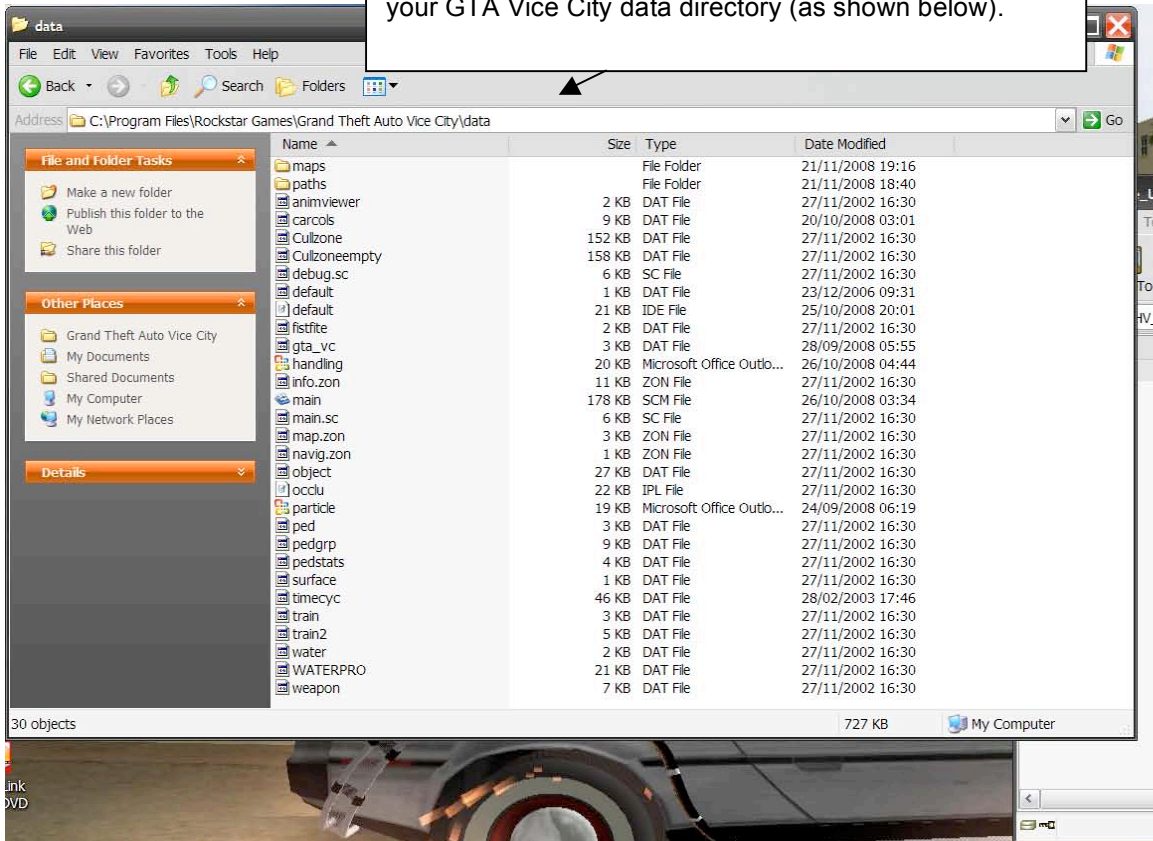 your GTA Vice City data directory (as shown below).
data
File Edit View Favorites Tools Help
Back Search Folders
Address C:\Program Files\Rockstar Games\Grand Theft Auto Vice City\data Go
File and Folder Tasks
Make a new folder
Publish this folder to the
Web
Share this folder
Other Places
Grand Theft Auto Vice City
My Documents
Shared Documents
My Computer
My Network Places
Details
Name Size Type Date Modified
maps File Folder 21/11/2008 19:16
paths File Folder 21/11/2008 18:40
animviewer 2 KB DAT File 27/11/2002 16:30
carcols 9 KB DAT File 20/10/2008 03:01
Cullzone 152 KB DAT File 27/11/2002 16:30
Cullzoneempty 158 KB DAT File 27/11/2002 16:30
debug.sc 6 KB SC File 27/11/2002 16:30
default 1 KB DAT File 23/12/2006 09:31
default 21 KB IDE File 25/10/2008 20:01
fistfite 2 KB DAT File 27/11/2002 16:30
gta_vc 3 KB DAT File 28/09/2008 05:55
handling 20 KB Microsoft Office Outlo... 26/10/2008 04:44
info.zon 11 KB ZON File 27/11/2002 16:30
main 178 KB SCM File 26/10/2008 03:34
main.sc 6 KB SC File 27/11/2002 16:30
map.zon 3 KB ZON File 27/11/2002 16:30
navig.zon 1 KB ZON File 27/11/2002 16:30
object 27 KB DAT File 27/11/2002 16:30
occlu 22 KB IPL File 27/11/2002 16:30
particle 19 KB Microsoft Office Outlo... 24/09/2008 06:19
ped 3 KB DAT File 27/11/2002 16:30
pedgrp 9 KB DAT File 27/11/2002 16:30
pedstats 4 KB DAT File 27/11/2002 16:30
surface 1 KB DAT File 27/11/2002 16:30
timecyc 46 KB DAT File 28/02/2003 17:46
train 3 KB DAT File 27/11/2002 16:30
train2 5 KB DAT File 27/11/2002 16:30
water 2 KB DAT File 27/11/2002 16:30
WATERPRO 21 KB DAT File 27/11/2002 16:30
weapon 7 KB DAT File 27/11/2002 16:30
30 objects 727 KB My Computer